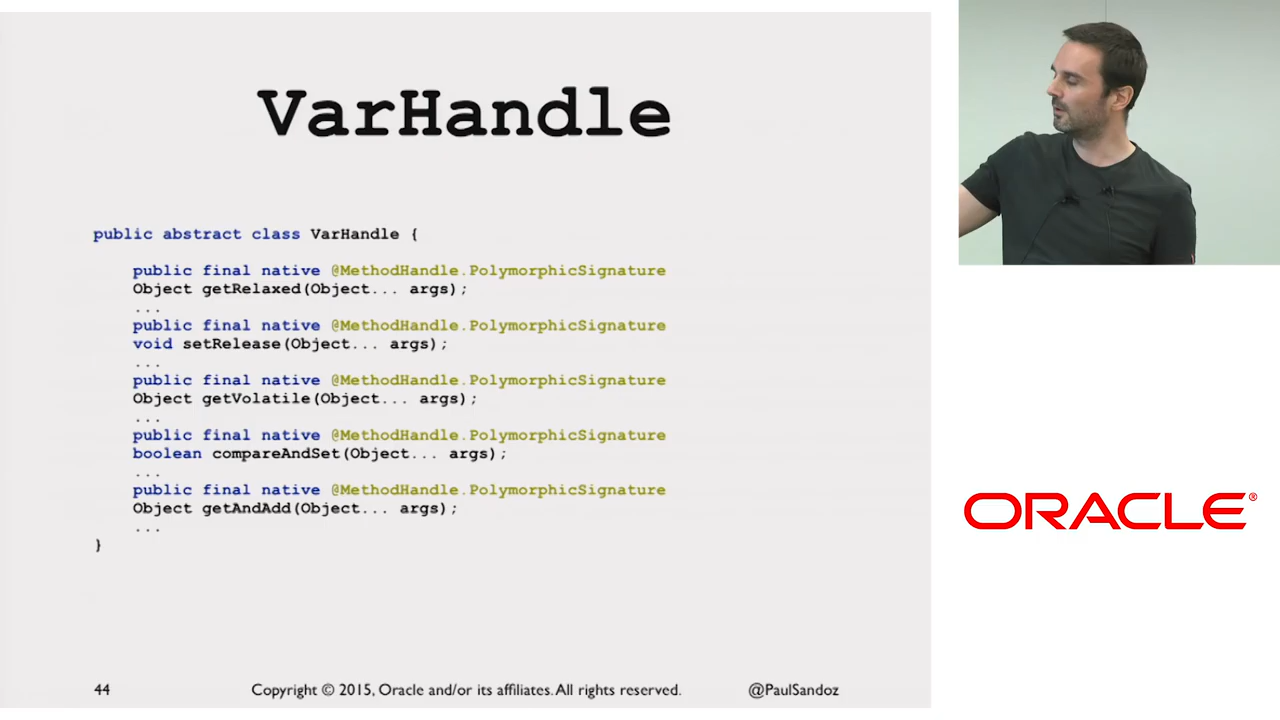 VarHandle
public abstract class VarHandle {
public final native @MethodHandle.PolymorphicSignature
Object getRelaxed(Object... args);
...
public final native @MethodHandle.PolymorphicSignature
void setRelease(Object... args);
...
public final native @MethodHandle.PolymorphicSignature
Object getVolatile(Object... args);
...
public final native @MethodHandle.PolymorphicSignature
boolean compareAndSet(Object... args);
...
public final native @MethodHandle.PolymorphicSignature
Object getAndAdd(Object... args);
...
}
44 Copyright © 2015, Oracle and/or its affiliates. All rights reserved. @PaulSandoz
ORACLE®